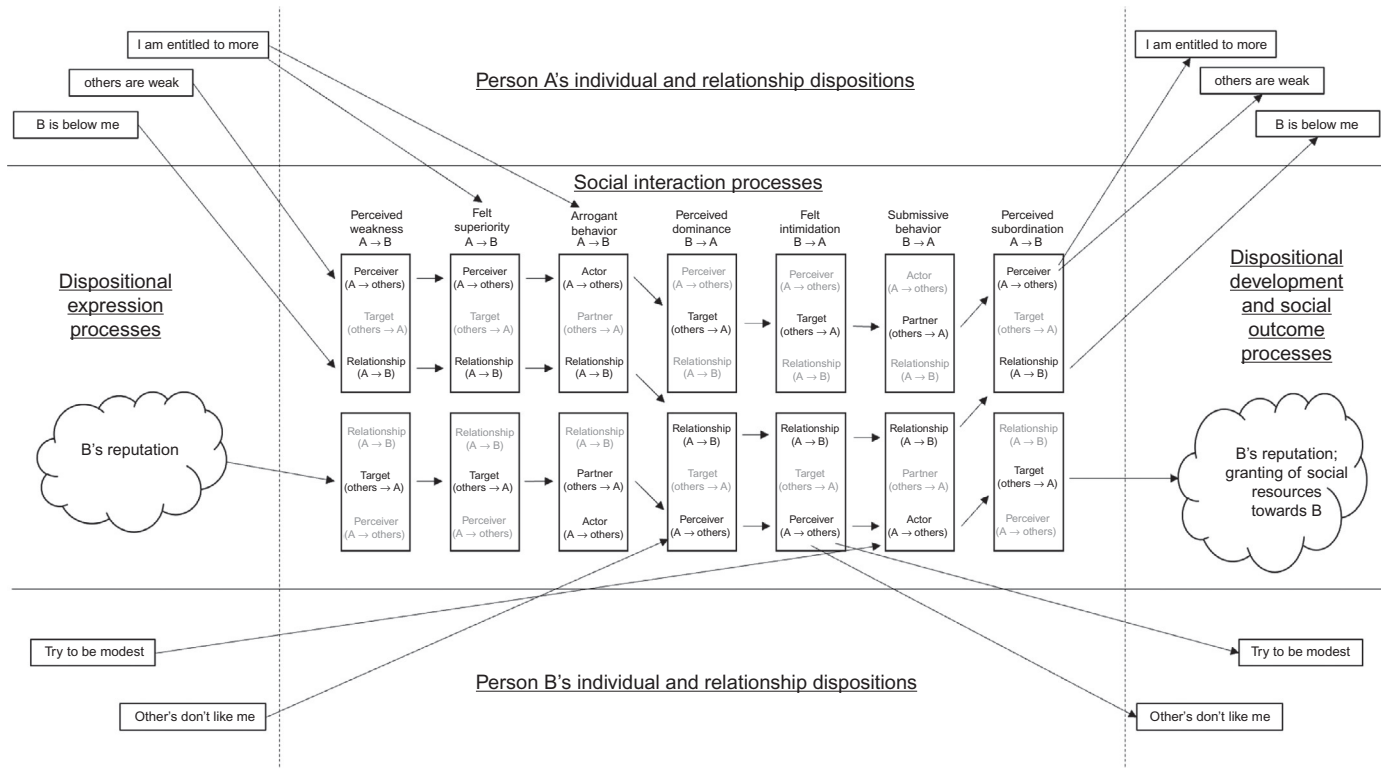 I am entitled to more
others are weak
B is below me
Person A's individual and relationship dispositions
I am entitled to more
others are weak
B is below me
Social interaction processes
Dispositional
expression
processes
Perceived
weakness
A → B
Felt
superiority
A → B
Arrogant
behavior
A → B
Perceived
dominance
B → A
Felt
intimidation
B → A
Submissive
behavior
B → A
Perceived
subordination
A → B
Perceiver
(A → others)
Target
(others → A)
Relationship
(A → B)
Perceiver
(A → others)
Target
(others → A)
Relationship
(A → B)
Actor
(A → others)
Partner
(others → A)
Relationship
(A → B)
Perceiver
(A → others)
Target
(others → A)
Relationship
(A → B)
Perceiver
(A → others)
Target
(others → A)
Relationship
(A → B)
Actor
(A → others)
Partner
(others → A)
Relationship
(A → B)
Perceiver
(A → others)
Target
(others → A)
Relationship
(A → B)
Dispositional
development
and social
outcome
processes
B's reputation
Relationship
(A → B)
Target
(others → A)
Perceiver
(A → others)
Relationship
(A → B)
Target
(others → A)
Perceiver
(A → others)
Relationship
(A → B)
Partner
(others → A)
Actor
(A → others)
Relationship
(A → B)
Target
(others → A)
Perceiver
(A → others)
Relationship
(A → B)
Target
(others → A)
Perceiver
(A → others)
Relationship
(A → B)
Partner
(others → A)
Actor
(A → others)
Relationship
(A → B)
Target
(others → A)
Perceiver
(A → others)
B's reputation;
granting of social
resources
towards B
Try to be modest
Other's don't like me
Person B's individual and relationship dispositions
Try to be modest
Other's don't like me